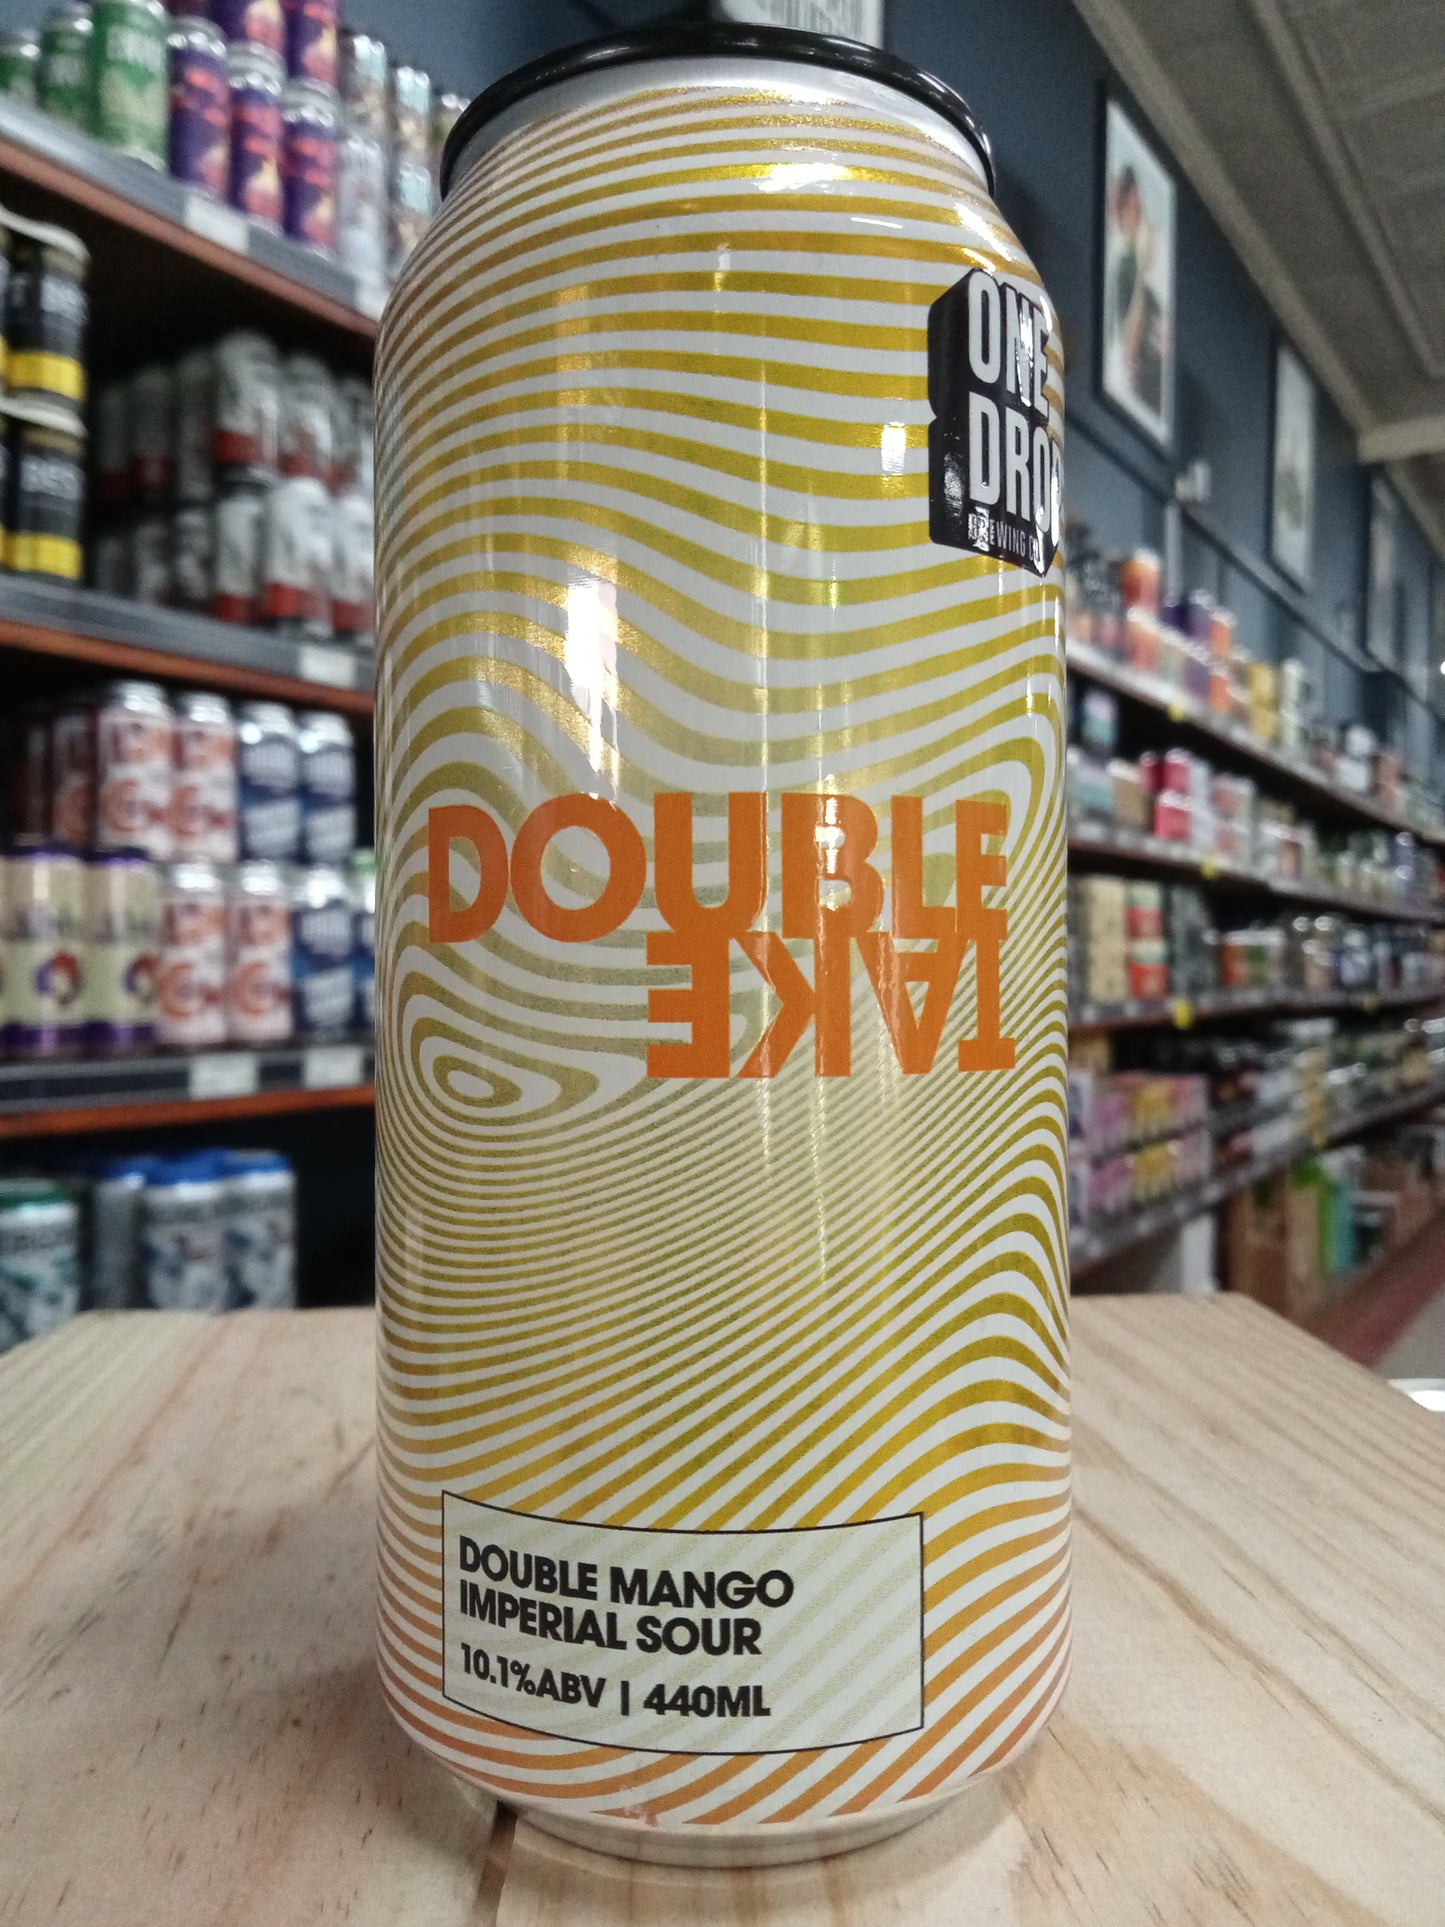 ONE
DROP
BREWING CO
DOUBLE
TAKE
DOUBLE MANGO
IMPERIAL SOUR
10.1%ABV | 440ML